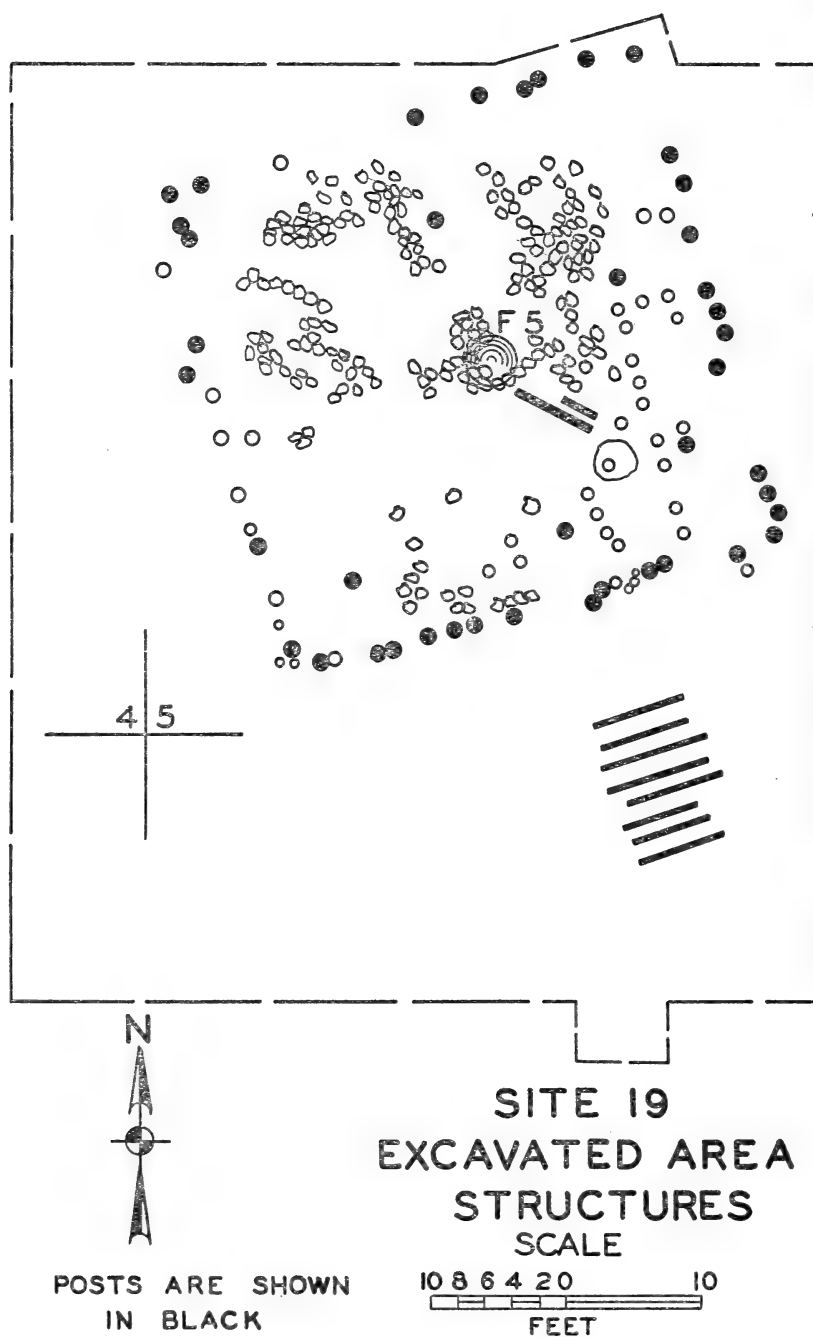 F 5
4 5
N
SITE 19
EXCAVATED AREA
STRUCTURES
SCALE
10 8 6 4 2 0 10
FEET
POSTS ARE SHOWN
IN BLACK